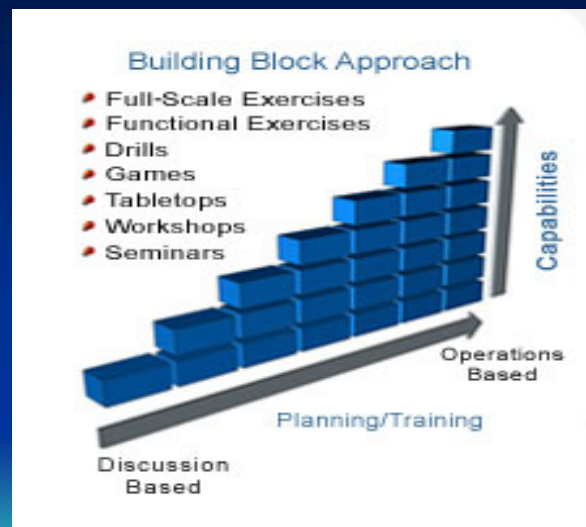 Building Block Approach
Full-Scale Exercises
Functional Exercises
Drills
Games
Tabletops
Workshops
Seminars
Capabilities
Operations
Based
Planning/Training
Discussion
Based